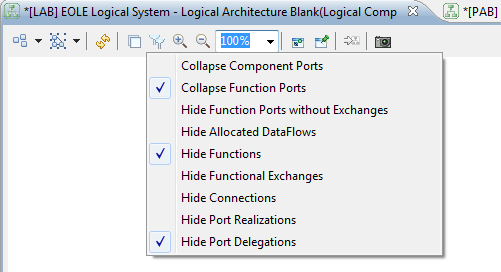 *[LAB] EOLE Logical System - Logical Architecture Blank(Logical Comp
*[PAB]
100%
Collapse Component Ports
Collapse Function Ports
Hide Function Ports without Exchanges
Hide Allocated DataFlows
Hide Functions
Hide Functional Exchanges
Hide Connections
Hide Port Realizations
Hide Port Delegations